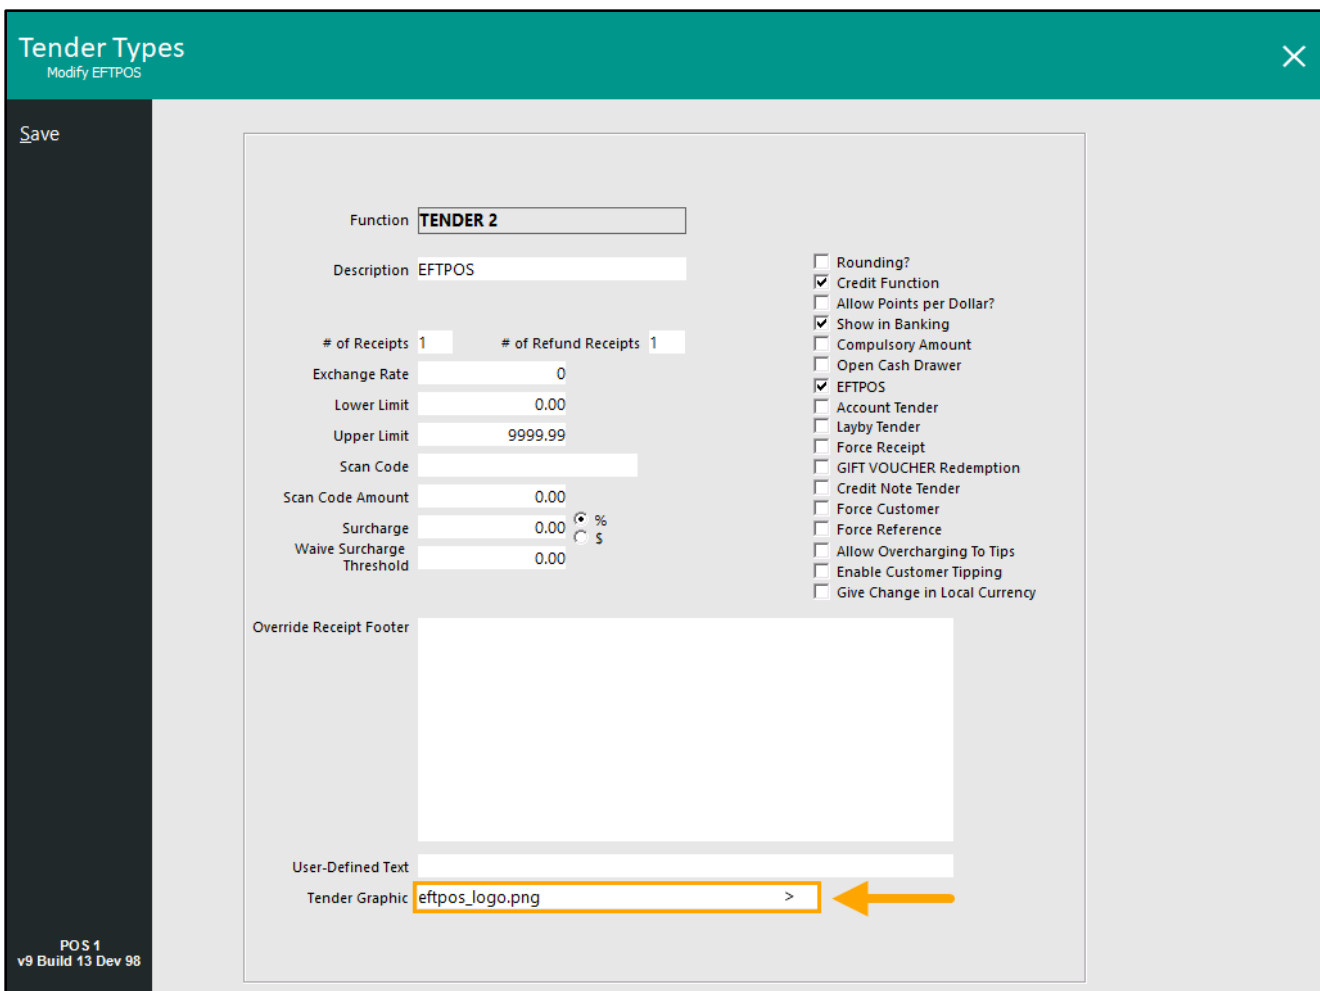 Tender Types
Modify EFTPOS
Save
Function TENDER 2
Description EFTPOS
# of Receipts 1 # of Refund Receipts 1
Exchange Rate 0
Lower Limit 0.00
Upper Limit 9999.99
Scan Code
Scan Code Amount 0.00
Surcharge 0.00 %
$
Waive Surcharge
Threshold 0.00
Rounding?
Credit Function
Allow Points per Dollar?
Show in Banking
Compulsory Amount
Open Cash Drawer
EFTPOS
Account Tender
Layby Tender
Force Receipt
GIFT VOUCHER Redemption
Credit Note Tender
Force Customer
Force Reference
Allow Overcharging To Tips
Enable Customer Tipping
Give Change in Local Currency
Override Receipt Footer
User-Defined Text
Tender Graphic eftpos_logo.png >
POS 1
v9 Build 13 Dev 98